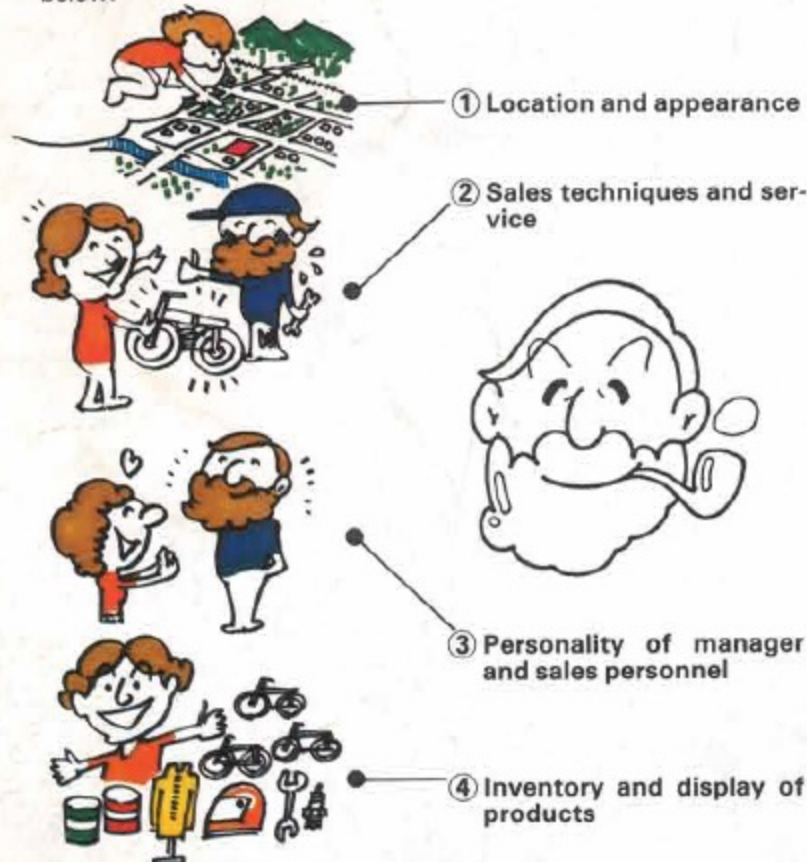 ① Location and appearance
② Sales techniques and ser-
vice
③ Personality of manager
and sales personnel
④ Inventory and display of
products